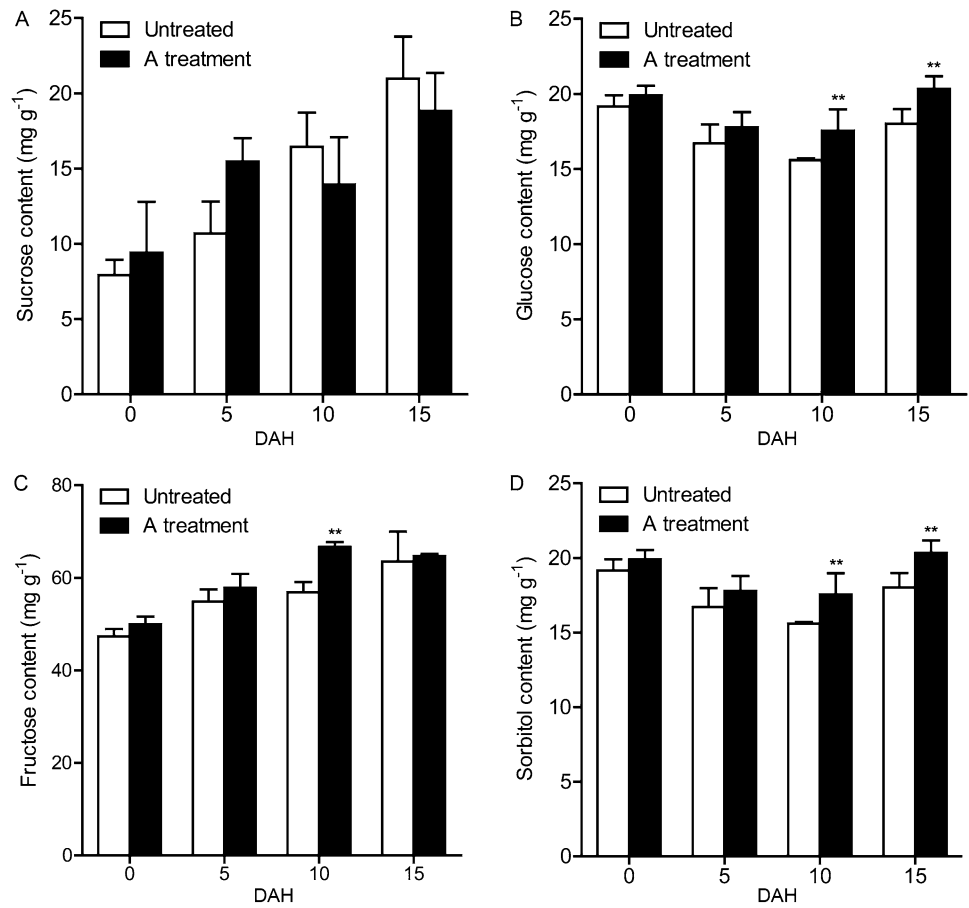 A
Untreated
A treatment
Sucrose content (mg g-1)
25
20
15
10
5
0
0 5 10 15
DAH
B
Untreated
A treatment
Glucose content (mg g-1)
25
20
15
10
5
0
** **
0 5 10 15
DAH
C
Untreated
A treatment
Fructose content (mg g-1)
80
60
40
20
0
**
0 5 10 15
DAH
D
Untreated
A treatment
Sorbitol content (mg g-1)
25
20
15
10
5
0
** **
0 5 10 15
DAH